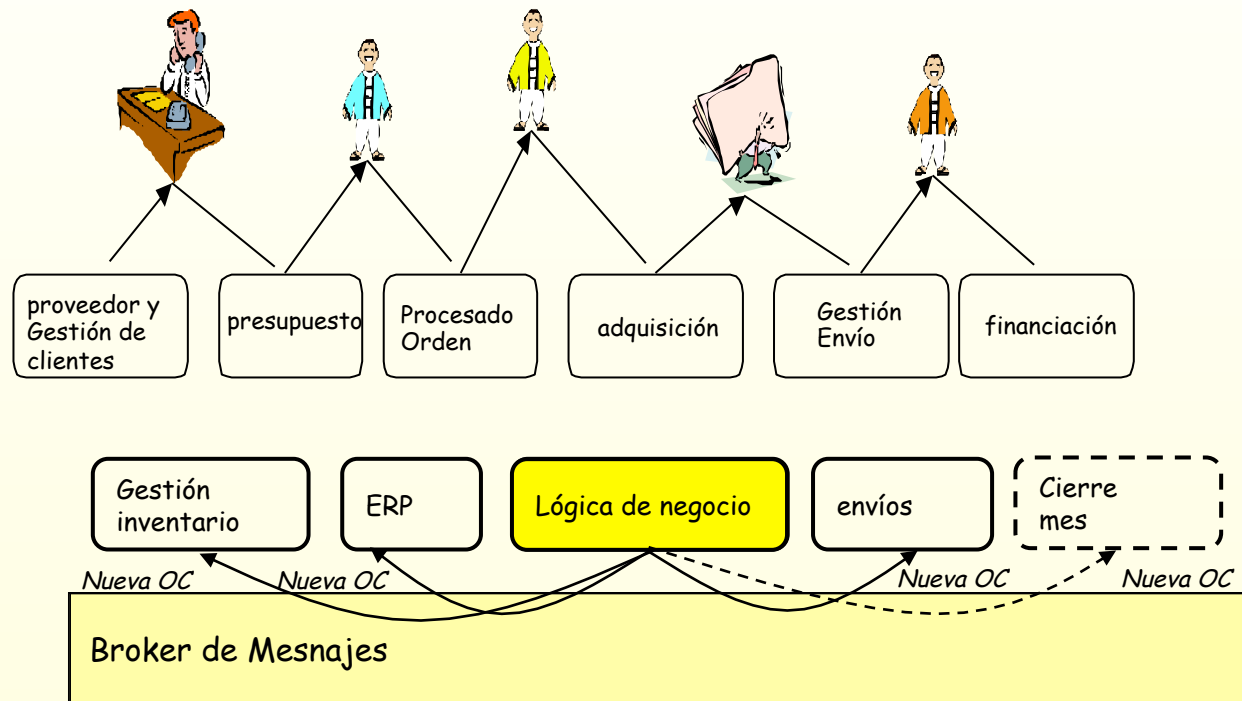 proveedor y
Gestión de
clientes
presupuesto
Procesado
Orden
adquisición
Gestión
Envío
financiación
Gestión
inventario
ERP
Lógica de negocio
envíos
Cierre
mes
Nueva OC
Nueva OC
Nueva OC
Nueva OC
Broker de Mesnajes